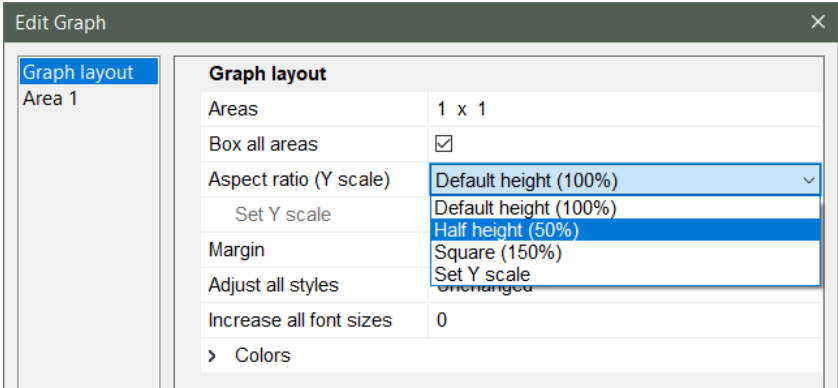 Edit Graph
Graph layout
Area 1
Graph layout
Areas 1 x 1
Box all areas
Aspect ratio (Y scale) Default height (100%)
Set Y scale Default height (100%)
Half height (50%)
Margin Square (150%)
Set Y scale
Adjust all styles Unchanged
Increase all font sizes 0
Colors